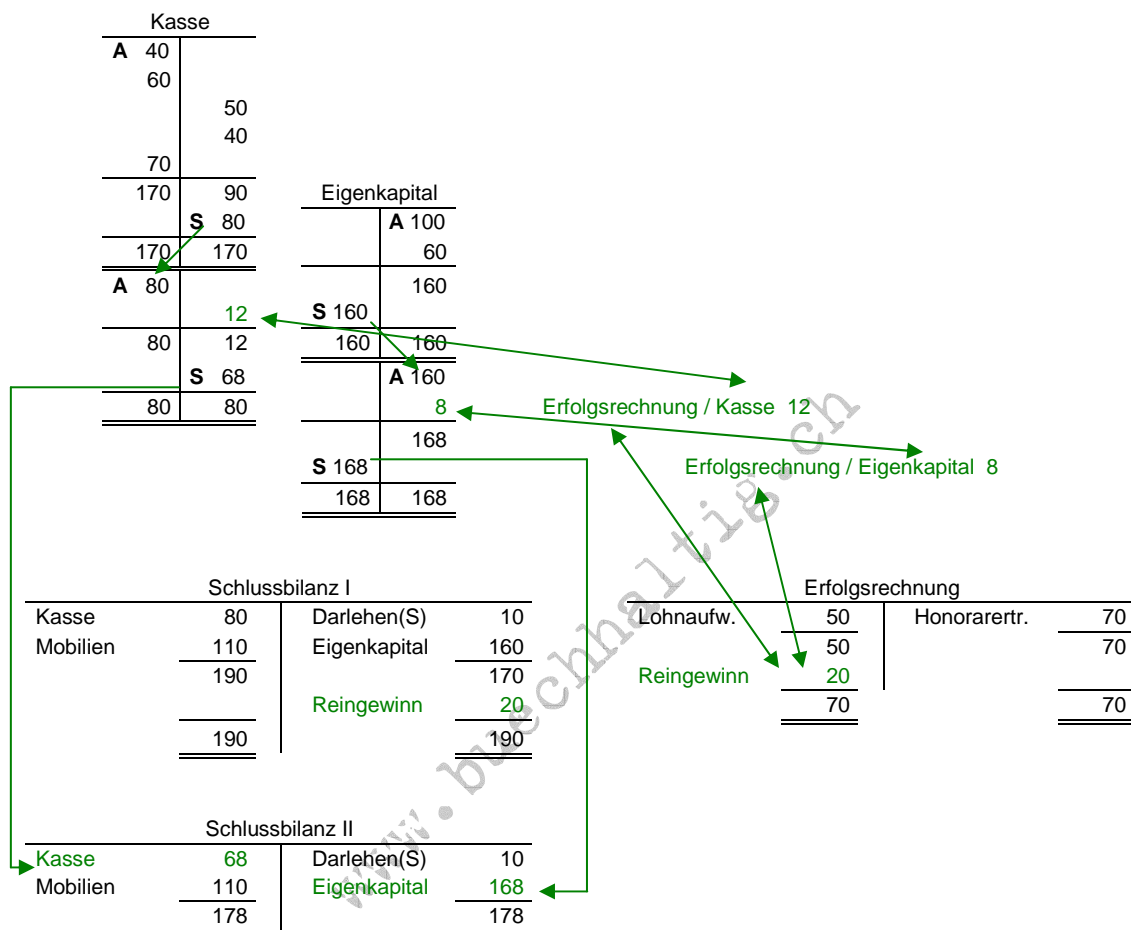 Kasse
A 40
60
50
40
70
170 90
S 80
170 170
A 80
12
80 12
S 68
80 80
Eigenkapital
A 100
60
160
S 160
160 160
A 160
8
168
S 168
168 168
Erfolgsrechnung / Kasse 12
Erfolgsrechnung / Eigenkapital 8
Schlussbilanz I
Kasse 80 Darlehen(S) 10
Mobilien 110 Eigenkapital 160
190 170
Reingewinn 20
190 190
Erfolgsrechnung
Lohnaufw. 50 Honorarertr. 70
50 70
Reingewinn 20
70 70
Schlussbilanz II
Kasse 68 Darlehen(S) 10
Mobilien 110 Eigenkapital 168
178 178
www.buechhaltig.ch